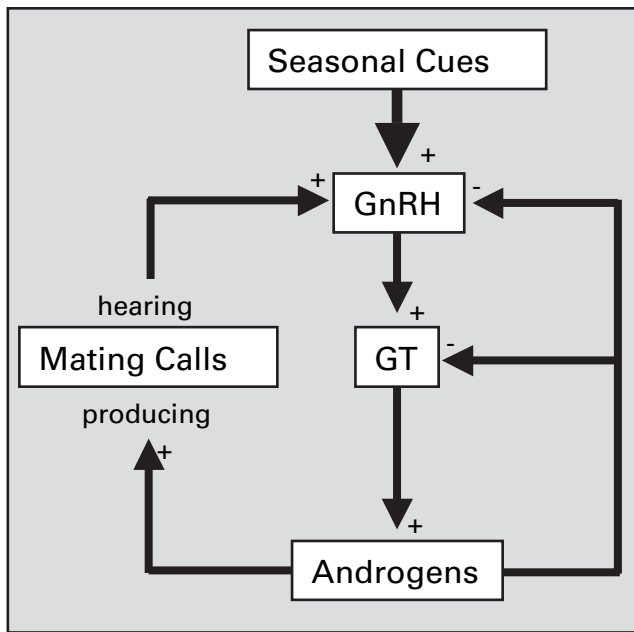 Seasonal Cues
+
+
-
GnRH
hearing
+
-
Mating Calls
GT
producing
+
+
Androgens